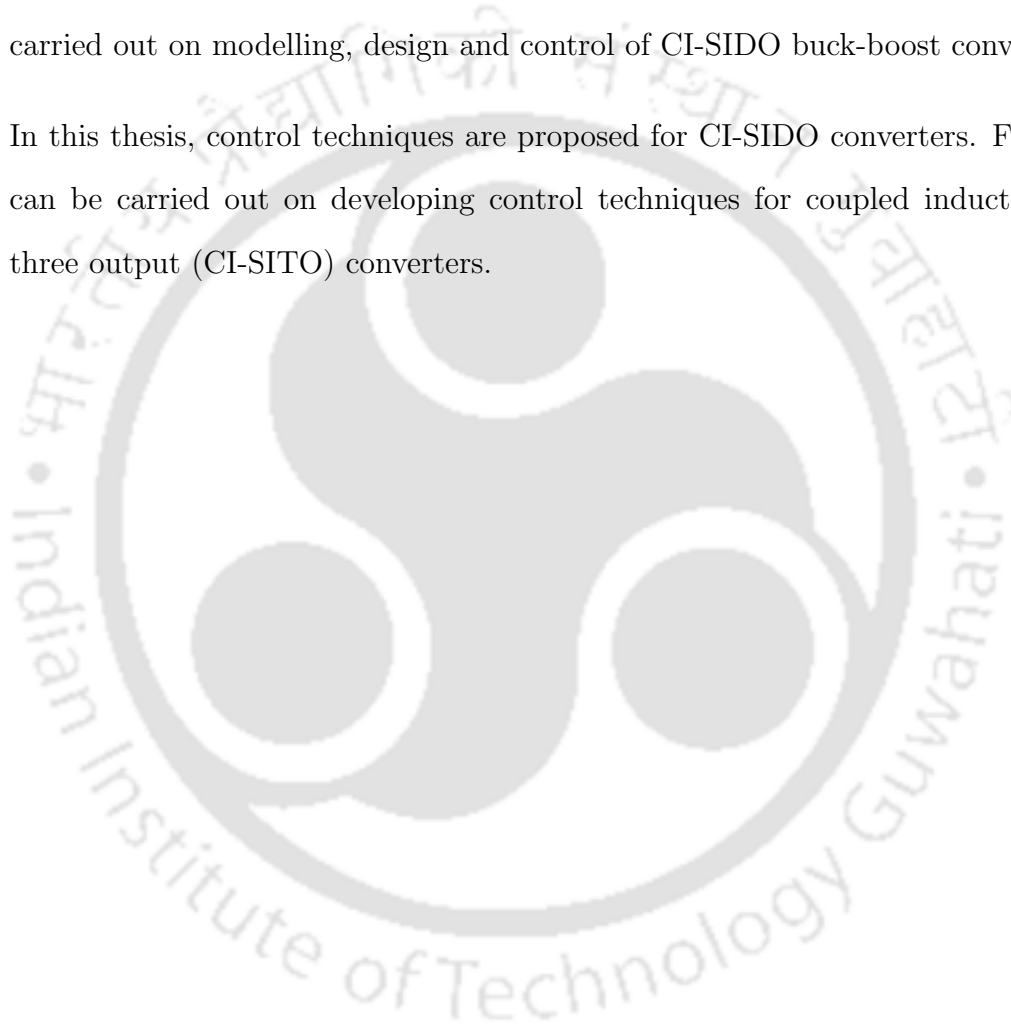 carried out on modelling, design and control of CI-SIDO buck-boost conv
In this thesis, control techniques are proposed for CI-SIDO converters. F
can be carried out on developing control techniques for coupled induct
three output (CI-SITO) converters.
भारतीय प्रौद्योगिकी संस्थान गुवाहाटी
• Indian Institute of Technology Guwahati •